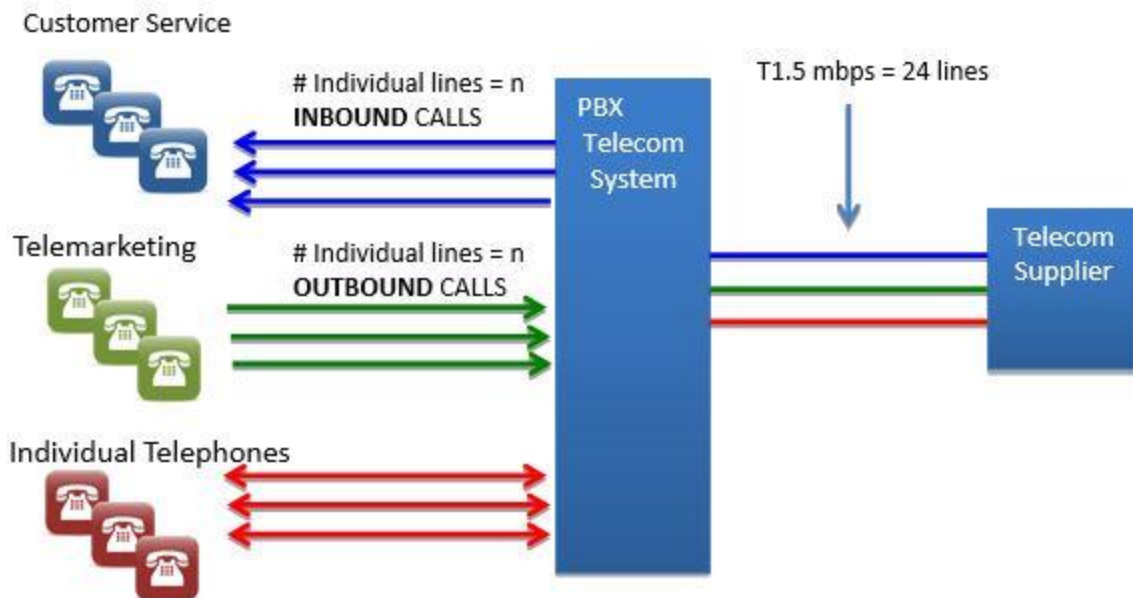 Customer Service
# Individual lines = n
INBOUND CALLS
T1.5 mbps = 24 lines
PBX
Telecom
System
Telemarketing
# Individual lines = n
OUTBOUND CALLS
Telecom
Supplier
Individual Telephones